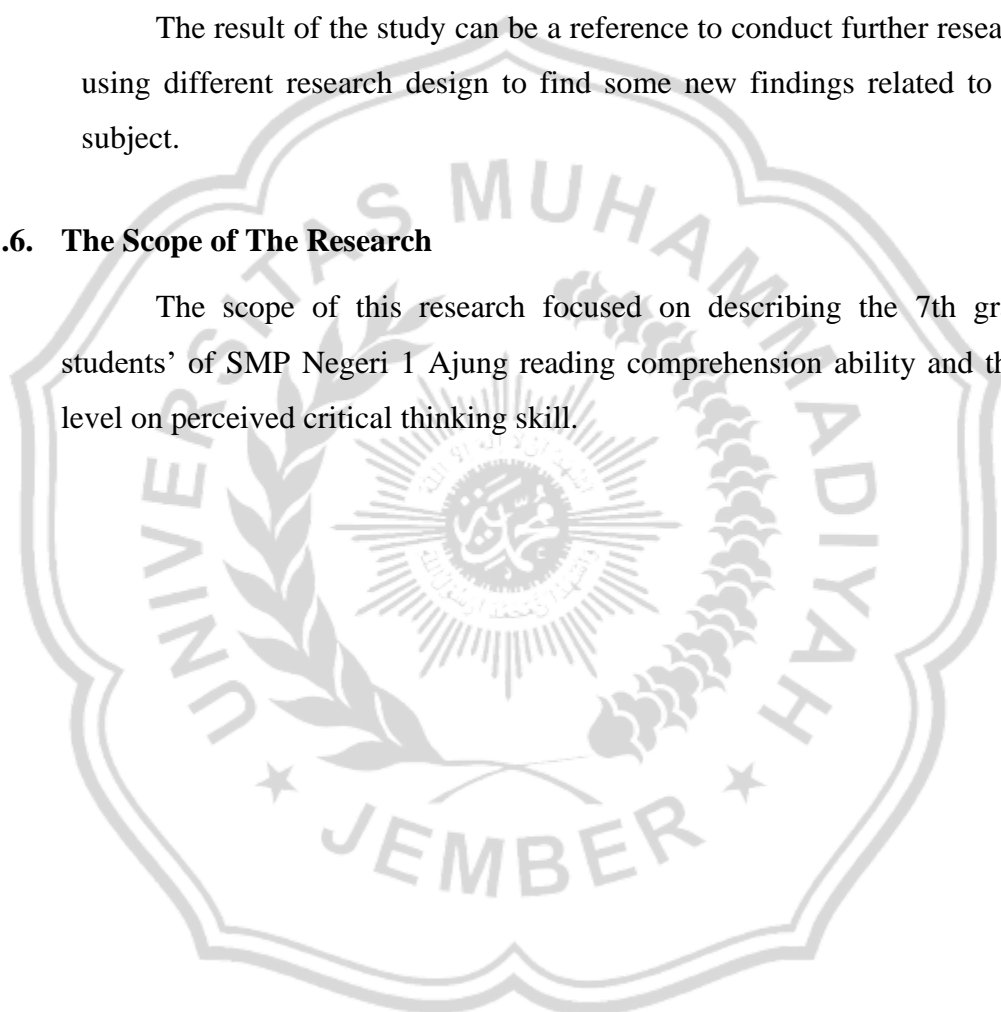 The result of the study can be a reference to conduct further resea
using different research design to find some new findings related to
subject.
.6. The Scope of The Research
The scope of this research focused on describing the 7th gr
students’ of SMP Negeri 1 Ajung reading comprehension ability and th
level on perceived critical thinking skill.
UNIVERSITAS MUHAMMADIYAH
JEMBER